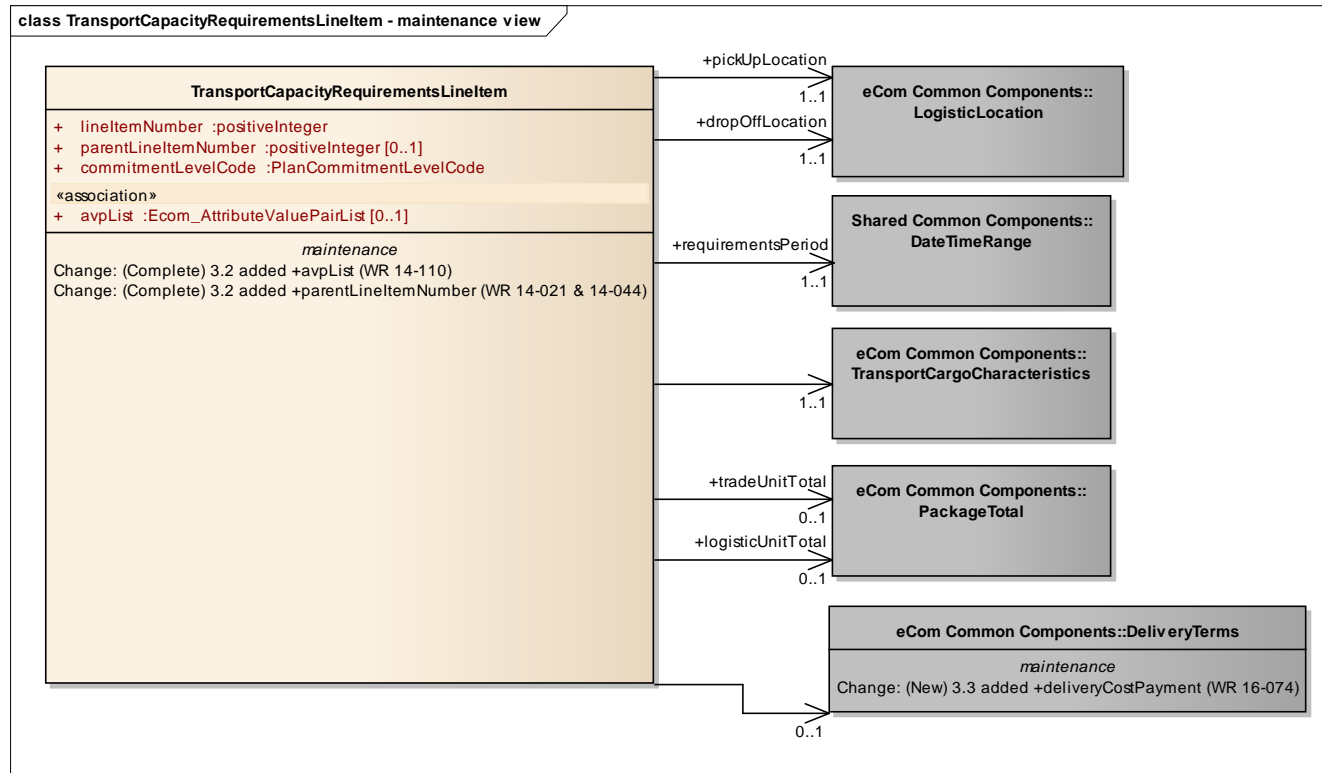 class TransportCapacityRequirementsLineItem - maintenance view
TransportCapacityRequirementsLineItem
+ lineItemNumber :positiveInteger
+ parentLineItemNumber :positiveInteger [0..1]
+ commitmentLevelCode :PlanCommitmentLevelCode
«association»
+ avpList :Ecom_AttributeValuePairList [0..1]
maintenance
Change: (Complete) 3.2 added +avpList (WR 14-110)
Change: (Complete) 3.2 added +parentLineItemNumber (WR 14-021 & 14-044)
+pickUpLocation
1..1
+dropOffLocation
1..1
eCom Common Components::
LogisticLocation
+requirementsPeriod
1..1
Shared Common Components::
DateTimeRange
1..1
eCom Common Components::
TransportCargoCharacteristics
+tradeUnitTotal
0..1
+logisticUnitTotal
0..1
eCom Common Components::
PackageTotal
0..1
eCom Common Components::DeliveryTerms
maintenance
Change: (New) 3.3 added +deliveryCostPayment (WR 16-074)